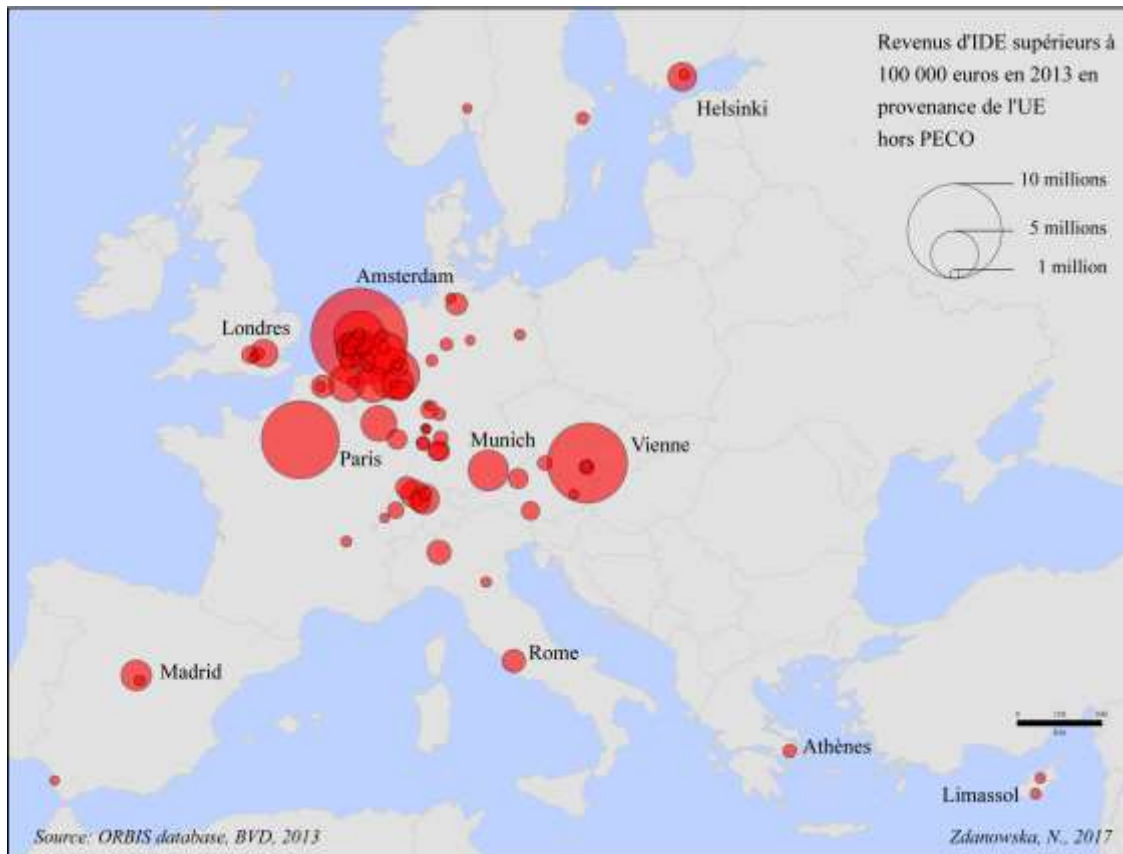 Revenus d'IDE supérieurs à
100 000 euros en 2013 en
provenance de l'UE
hors PECO
10 millions
5 millions
1 million
Helsinki
Amsterdam
Londres
Paris
Munich
Vienne
Madrid
Rome
Athènes
Limassol
Source: ORBIS database, BVD, 2013
Zdanowska, N., 2017